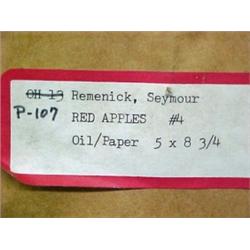 OH 13 Remenick, Seymour
P-107 RED APPLES #4
Oil/Paper 5 x 8 3/4